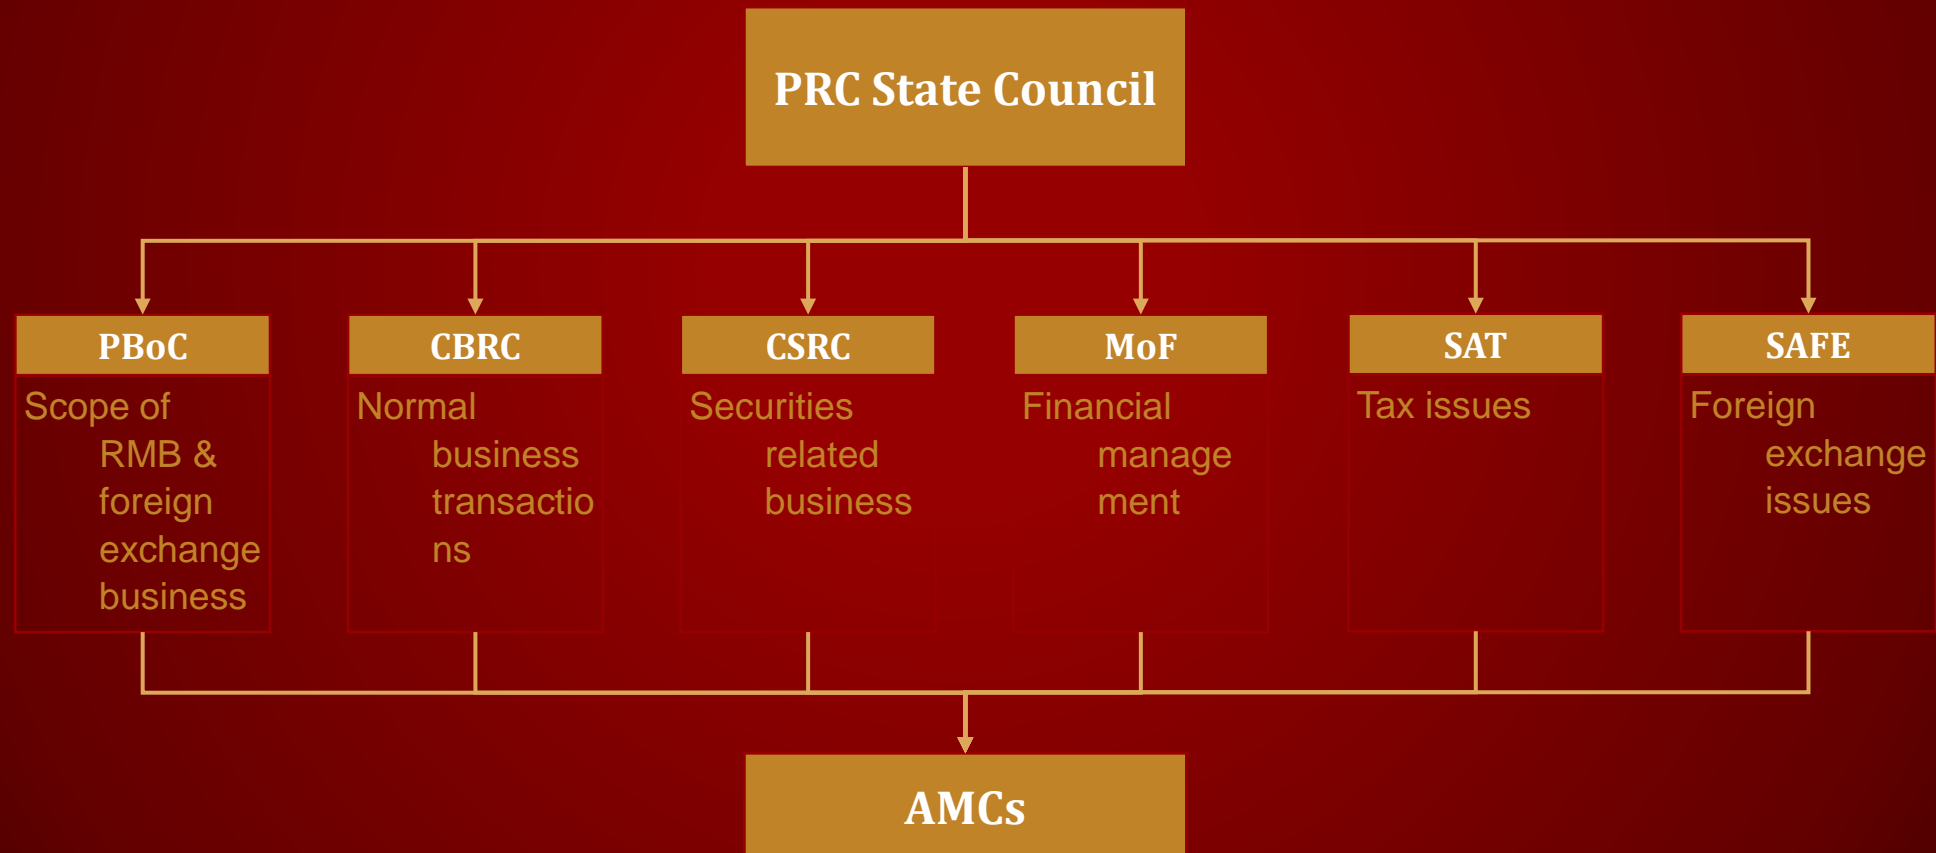 PRC State Council
PBoC
Scope of
RMB &
foreign
exchange
business
CBRC
Normal
business
transactio
ns
CSRC
Securities
related
business
MoF
Financial
manage
ment
SAT
Tax issues
SAFE
Foreign
exchange
issues
AMCs